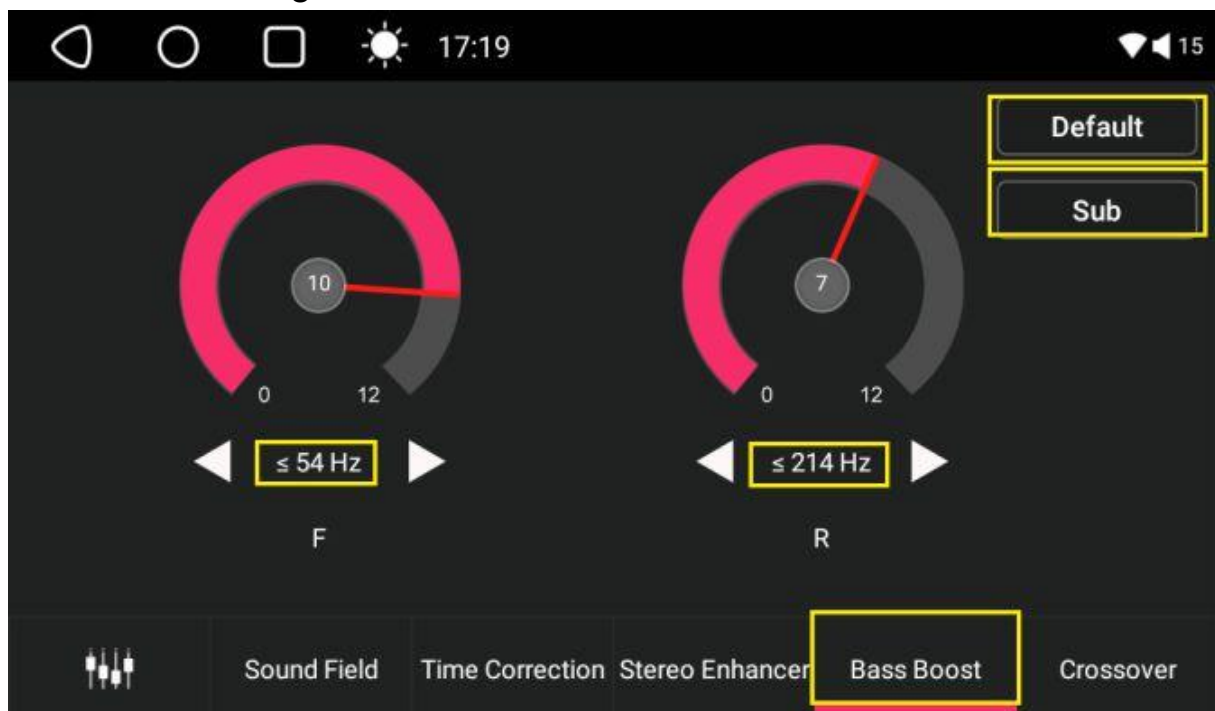 17:19
15
Default
Sub
10
0 12
≤ 54 Hz
F
7
0 12
≤ 214 Hz
R
Sound Field
Time Correction
Stereo Enhancer
Bass Boost
Crossover